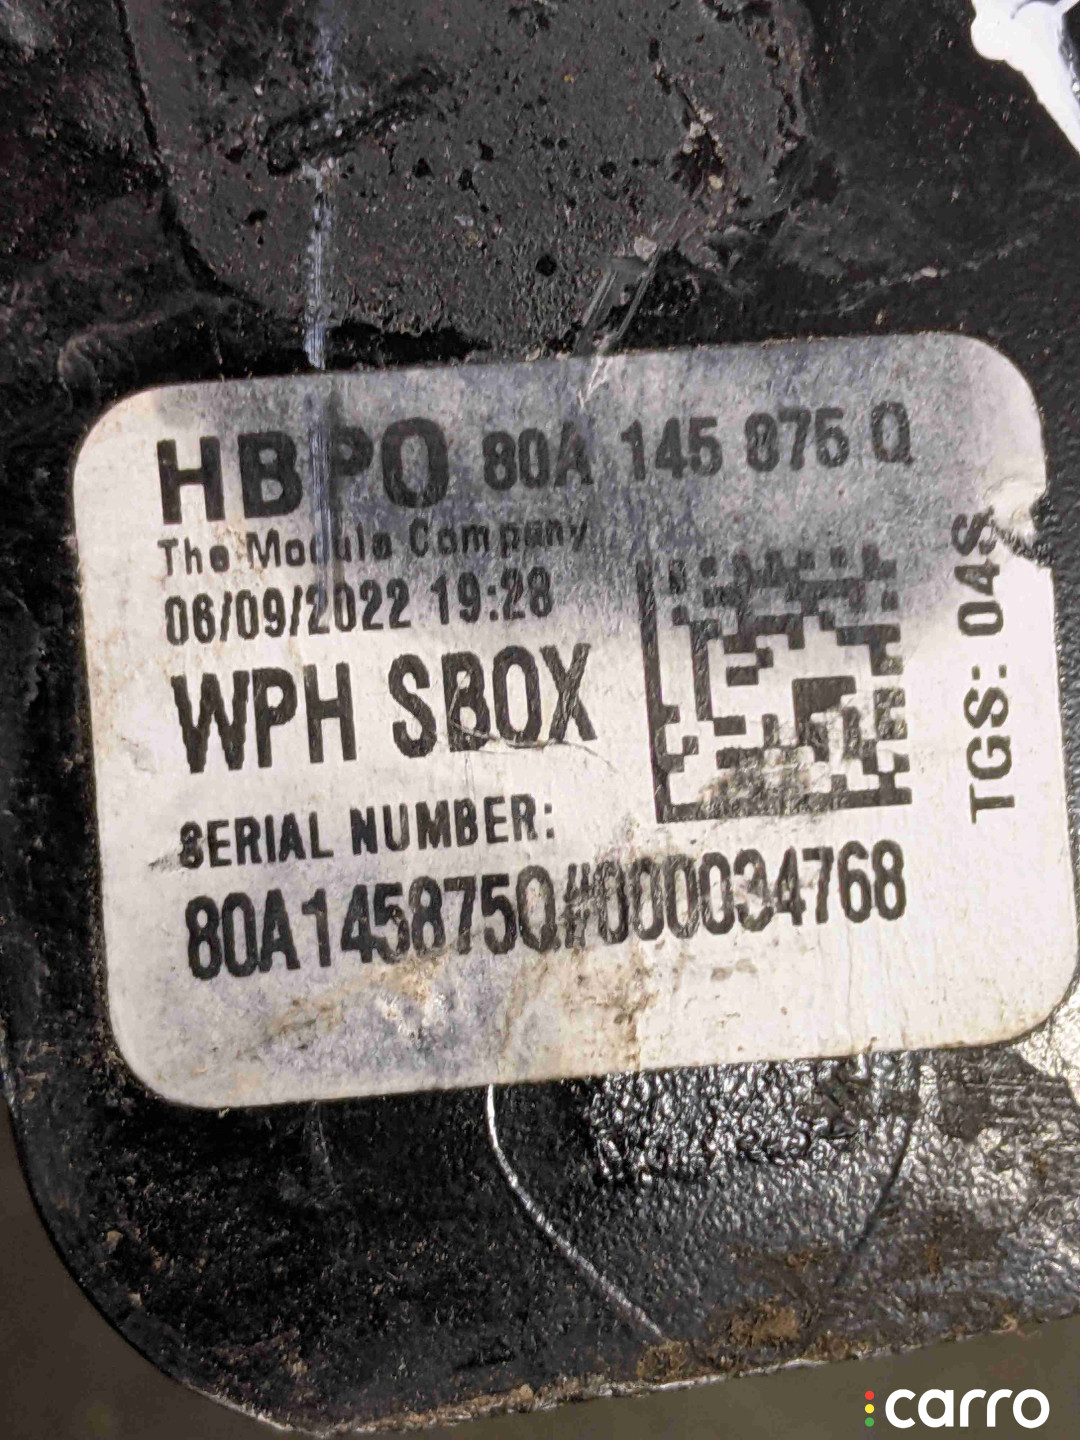 HBPO 80A 145 875 Q
The Module Company
06/09/2022 19:28
WPH SBOX
TGS: 04S
SERIAL NUMBER:
80A145875Q#000034768
carro